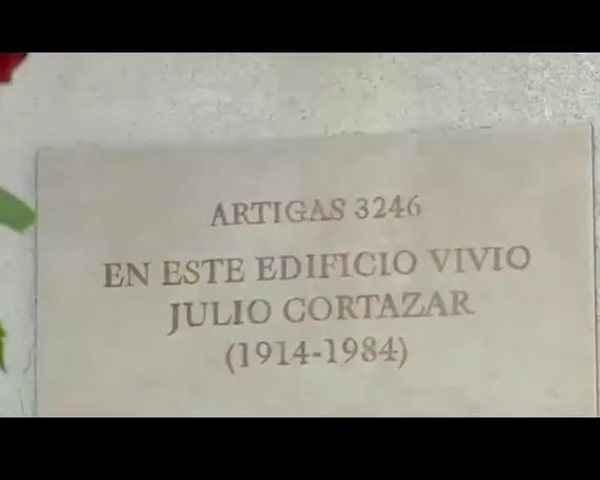 ARTIGAS 3246
EN ESTE EDIFICIO VIVIO
JULIO CORTAZAR
(1914-1984)